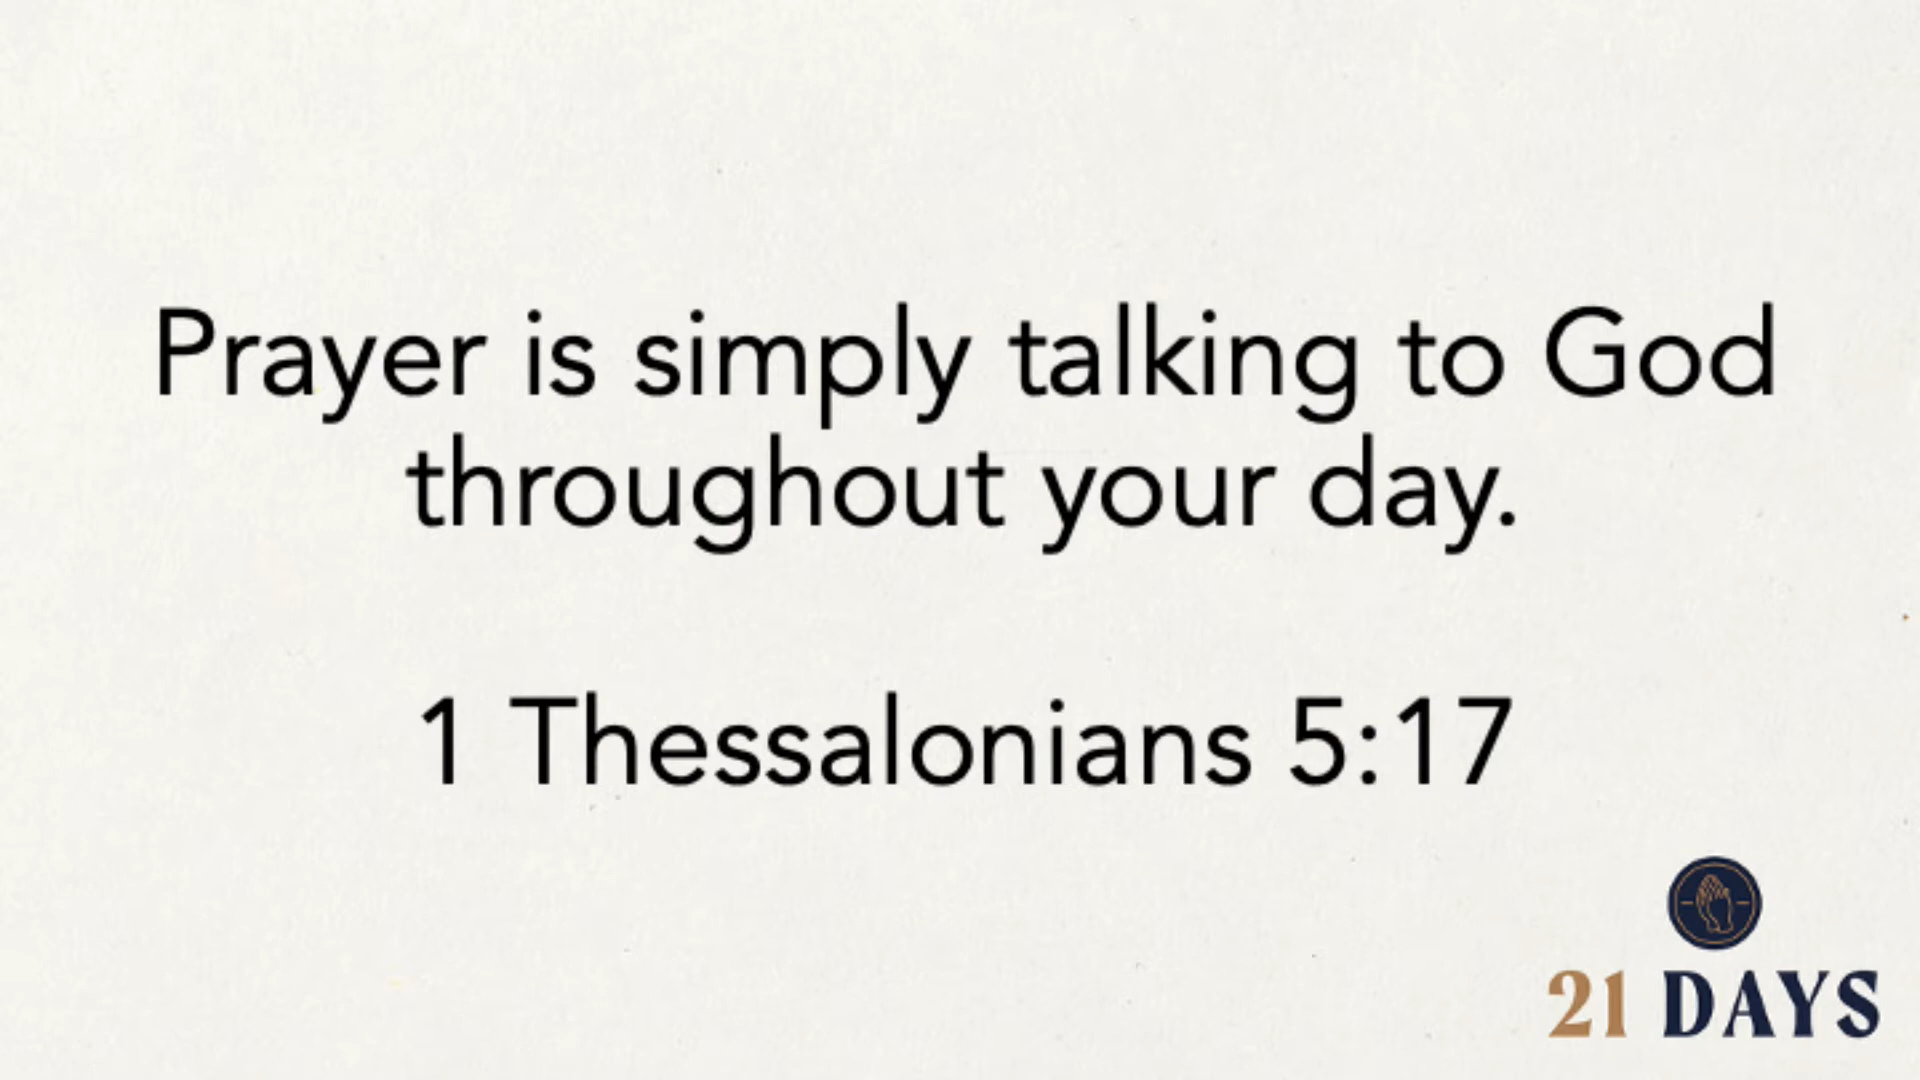 Prayer is simply talking to God
throughout your day.
1 Thessalonians 5:17
21 DAYS